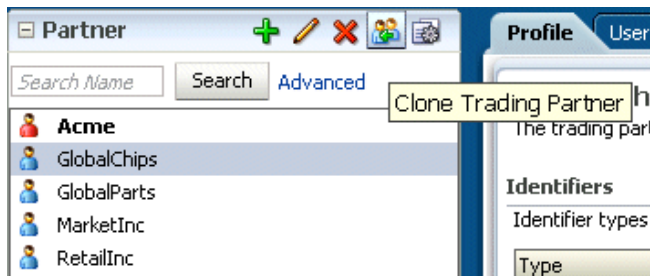 Partner
Profile
User
Search Name
Search
Advanced
Clone Trading Partner
The trading part
Acme
GlobalChips
GlobalParts
MarketInc
RetailInc
Identifiers
Identifier types
Type